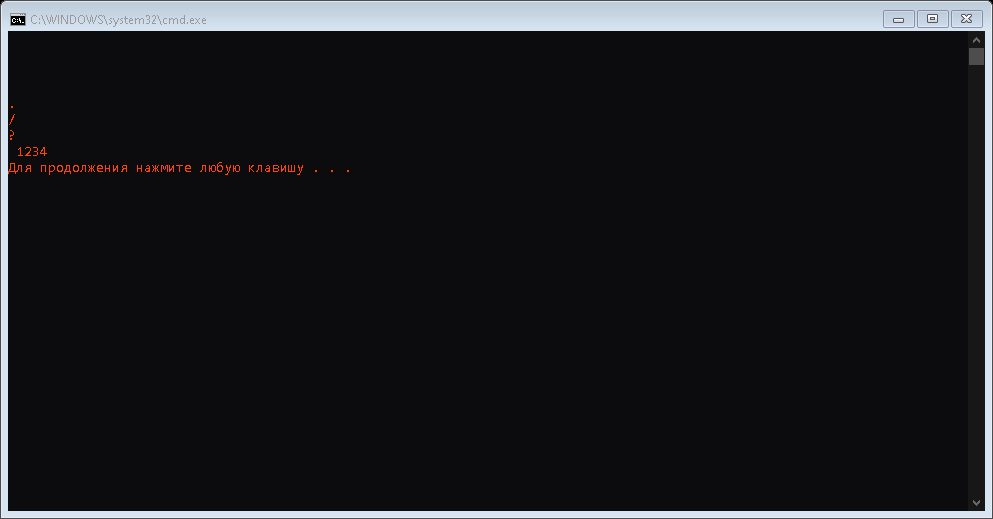 C:\WINDOWS\system32\cmd.exe
.
/
?
1234
Для продолжения нажмите любую клавишу . . .